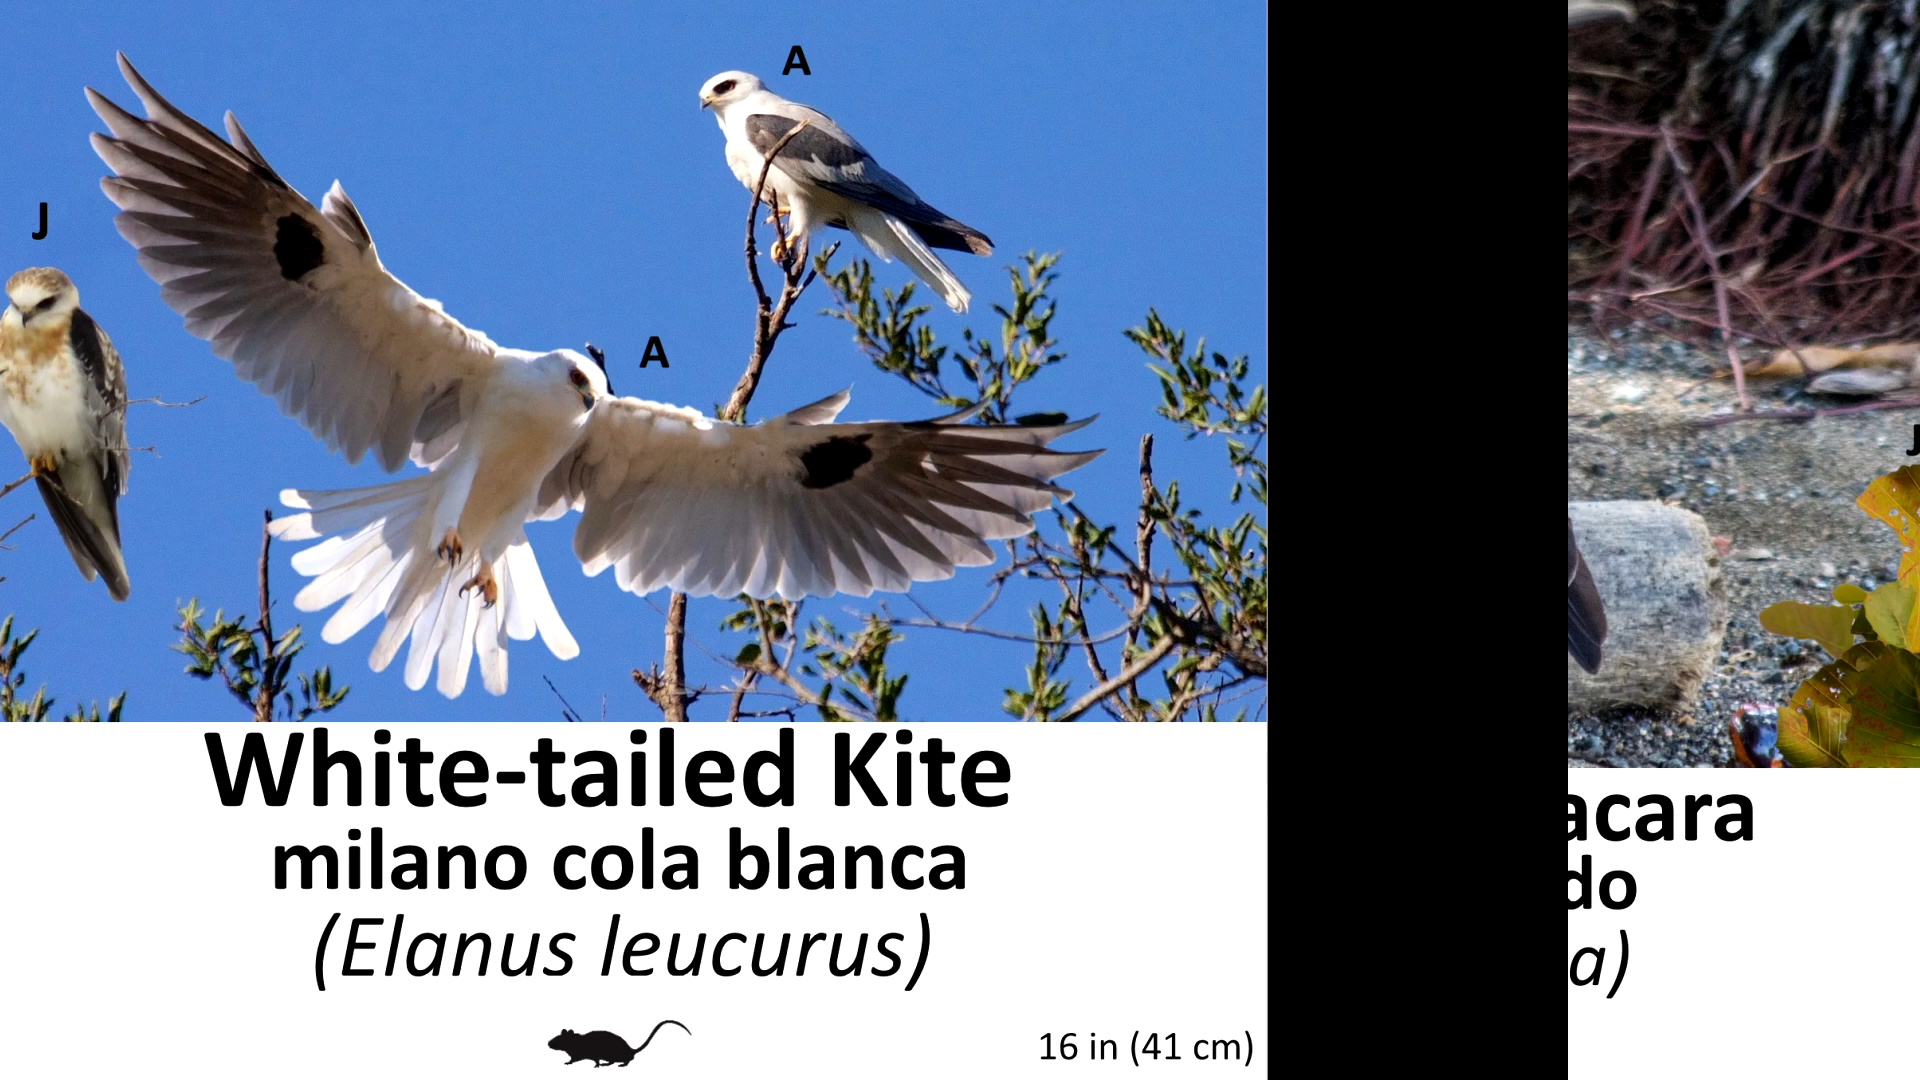 A
J
A
White-tailed Kite
milano cola blanca
(Elanus leucurus)
16 in (41 cm)
J
acara
do
a)